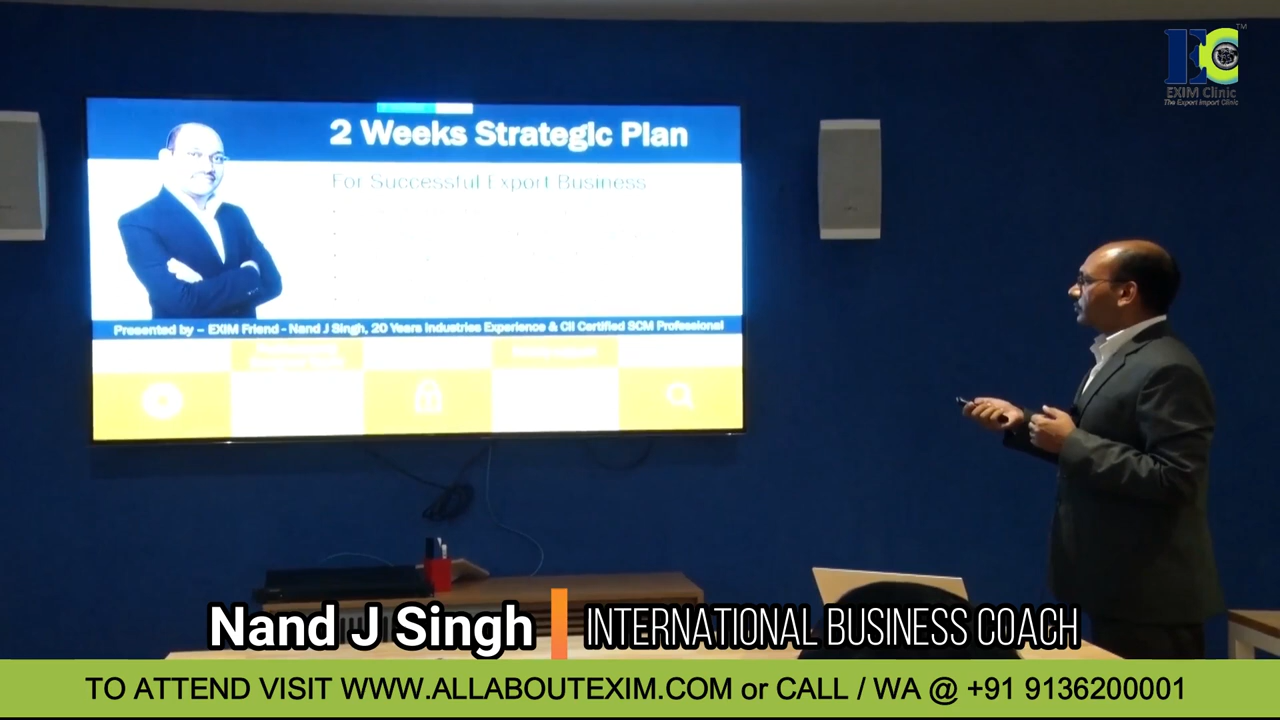 EC
TM
EXIM Clinic
The Export Import Clinic
2 Weeks Strategic Plan
For Successful Export Business
Presented by – EXIM Friend - Nand J Singh, 20 Years Industries Experience & CII Certified SCM Professional
Nand J Singh
INTERNATIONAL BUSINESS COACH
TO ATTEND VISIT WWW.ALLABOUTEXIM.COM or CALL / WA @ +91 9136200001